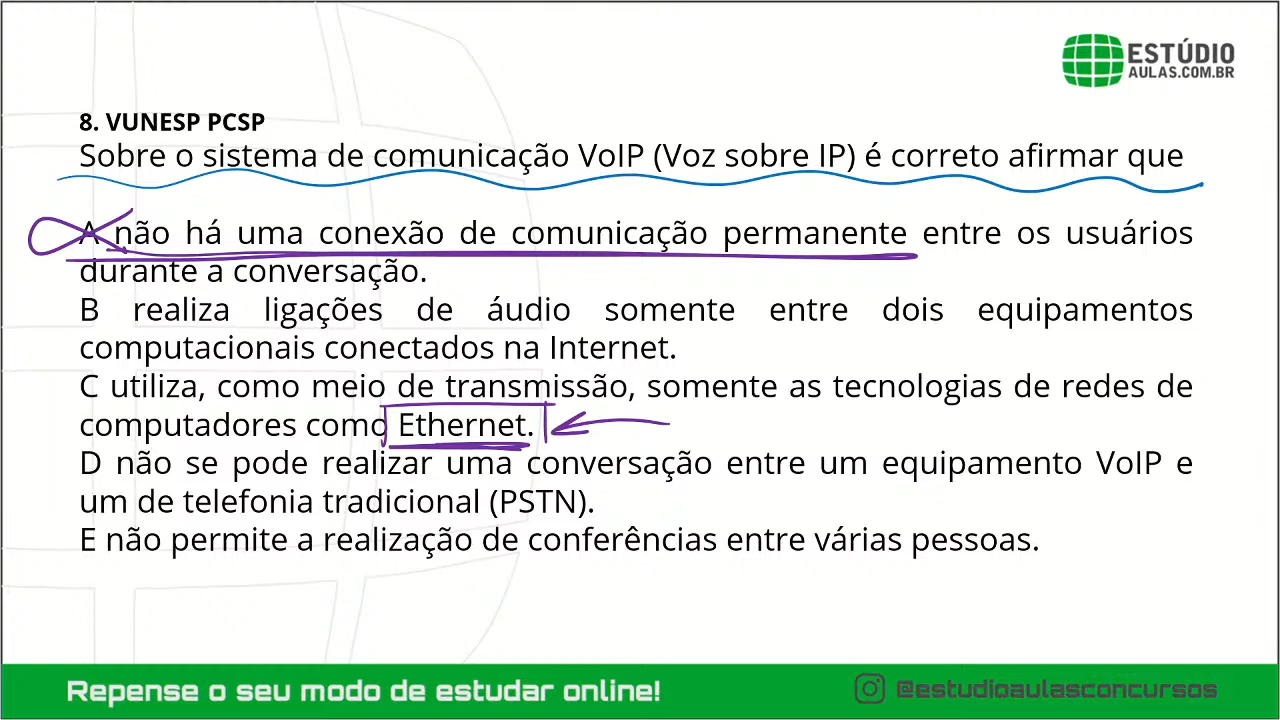 ESTÚDIO
AULAS.COM.BR
8. VUNESP PCSP
Sobre o sistema de comunicação VoIP (Voz sobre IP) é correto afirmar que
A não há uma conexão de comunicação permanente entre os usuários
durante a conversação.
B realiza ligações de áudio somente entre dois equipamentos
computacionais conectados na Internet.
C utiliza, como meio de transmissão, somente as tecnologias de redes de
computadores como Ethernet.
D não se pode realizar uma conversação entre um equipamento VoIP e
um de telefonia tradicional (PSTN).
E não permite a realização de conferências entre várias pessoas.
Repense o seu modo de estudar online! @estudioaulasconcursos